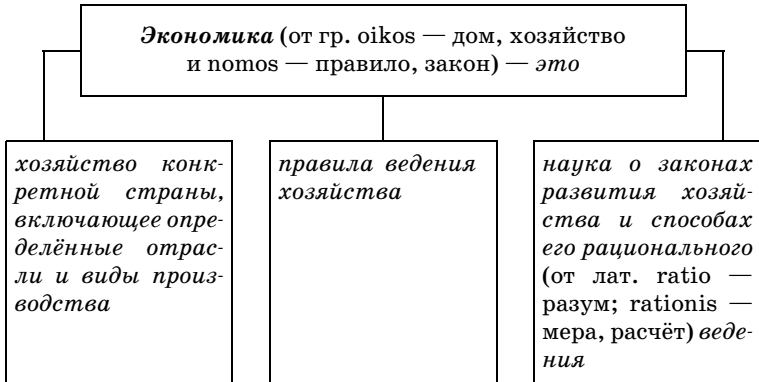 Экономика (от гр. oikos — дом, хозяйство
и nomos — правило, закон) — это
хозяйство конк-
ретной страны,
включающее опре-
делённые отрас-
ли и виды произ-
водства
правила ведения
хозяйства
наука о законах
развития хозяй-
ства и способах
его рационального
(от лат. ratio —
разум; rationis —
мера, расчёт) веде-
ния